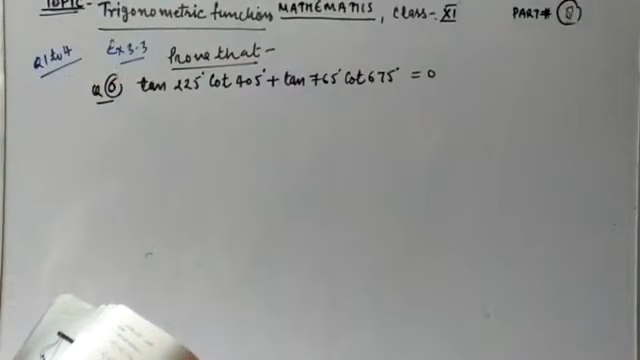 TOPIC - Trigonometric functions MATHEMATIS, Class- XI PART# 8
Q1 to 4 Ex 3.3 Prove that -
Q 6 tan 225° Cot 405° + tan 765° Cot 675° = 0